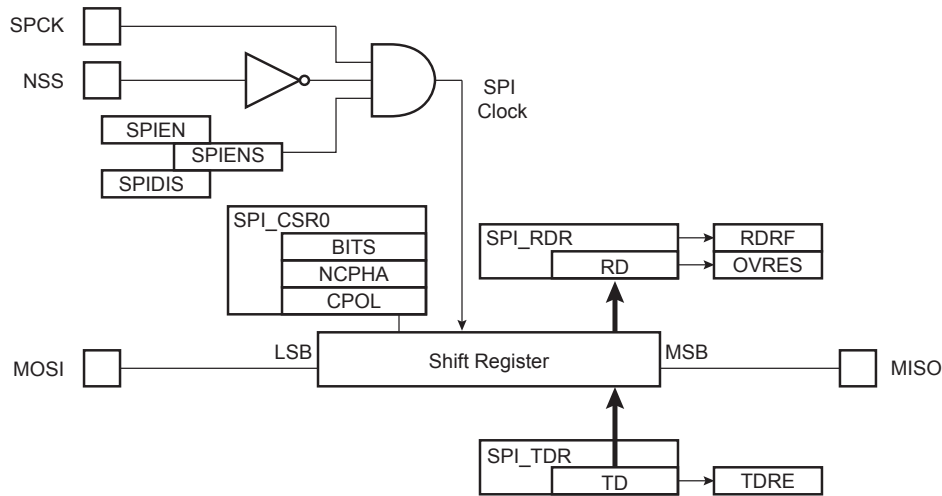 SPCK
NSS
SPI
Clock
SPIEN
SPIENS
SPIDIS
SPI_CSR0
BITS
NCPHA
CPOL
SPI_RDR
RD
RDRF
OVRES
MOSI
LSB
Shift Register
MSB
MISO
SPI_TDR
TD
TDRE